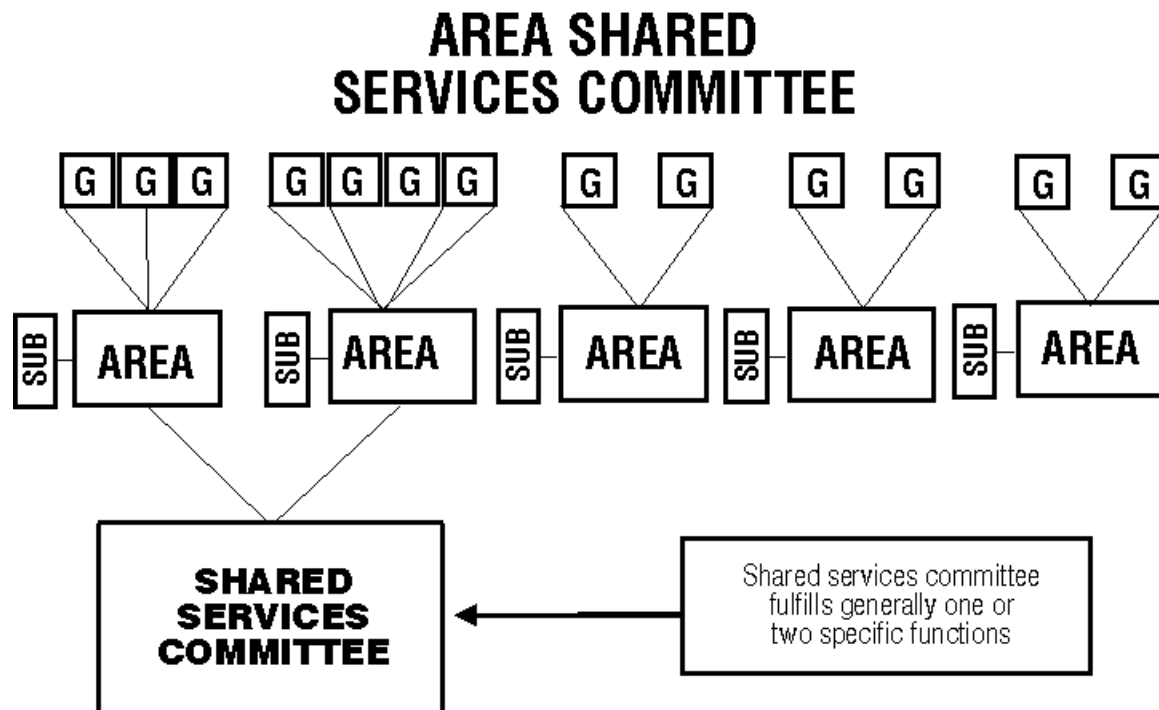 AREA SHARED
SERVICES COMMITTEE
G G G G G G G G G G G G G
SUB AREA SUB AREA SUB AREA SUB AREA SUB AREA
SHARED
SERVICES
COMMITTEE
Shared services committee
fulfills generally one or
two specific functions